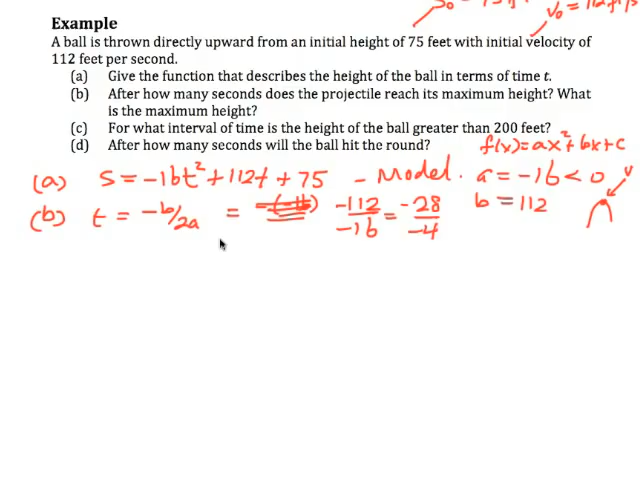 V₀ = 112
Example
A ball is thrown directly upward from an initial height of 75 feet with initial velocity of
112 feet per second.
(a) Give the function that describes the height of the ball in terms of time t.
(b) After how many seconds does the projectile reach its maximum height? What
is the maximum height?
(c) For what interval of time is the height of the ball greater than 200 feet?
(d) After how many seconds will the ball hit the round?
f(x) = ax² + bx + c
(a) S = -16t² + 112t + 75 - Model. a = -16 < 0 V
(b) t = -b/2a = -112/-16 = -28/-4 b = 112